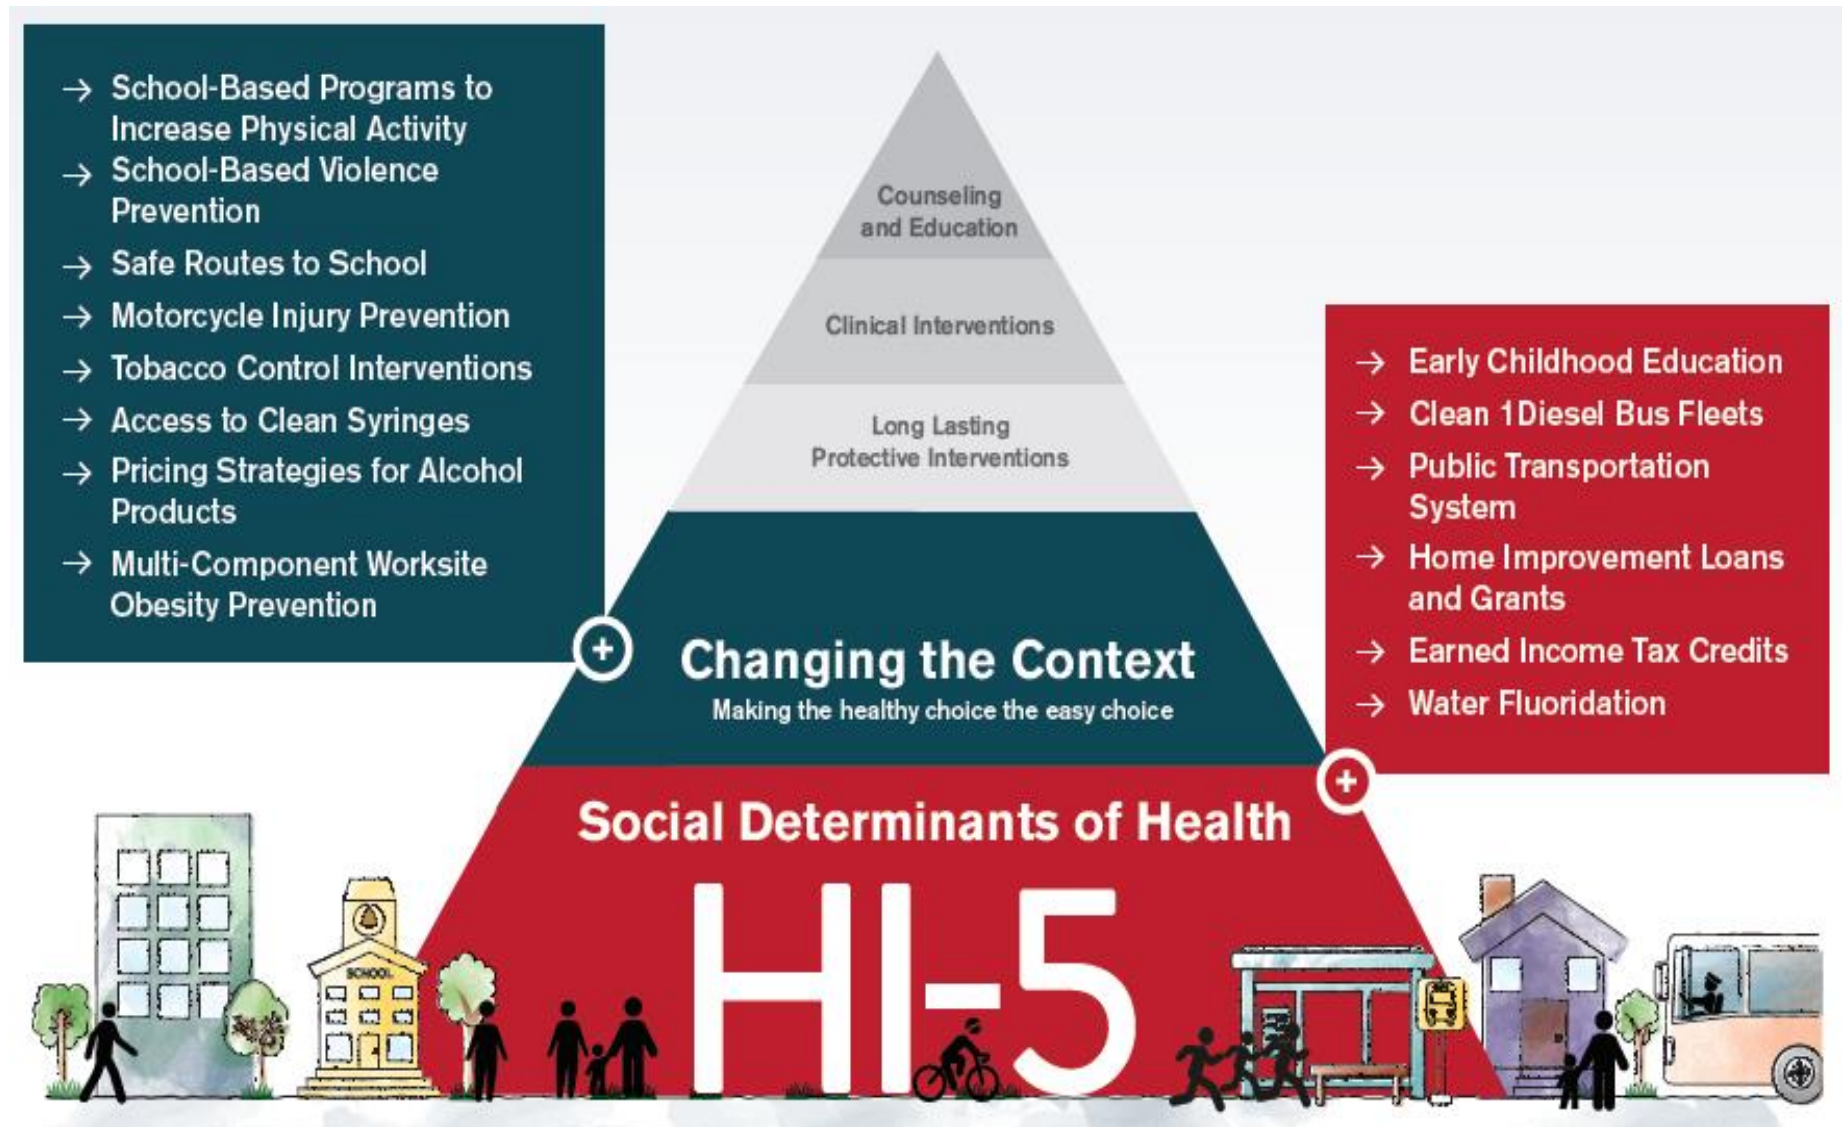 School-Based Programs to
Increase Physical Activity
School-Based Violence
Prevention
Safe Routes to School
Motorcycle Injury Prevention
Tobacco Control Interventions
Access to Clean Syringes
Pricing Strategies for Alcohol
Products
Multi-Component Worksite
Obesity Prevention
Counseling
and Education
Clinical Interventions
Long Lasting
Protective Interventions
Changing the Context
Making the healthy choice the easy choice
Early Childhood Education
Clean 1Diesel Bus Fleets
Public Transportation
System
Home Improvement Loans
and Grants
Earned Income Tax Credits
Water Fluoridation
Social Determinants of Health
HI-5
SCHOOL